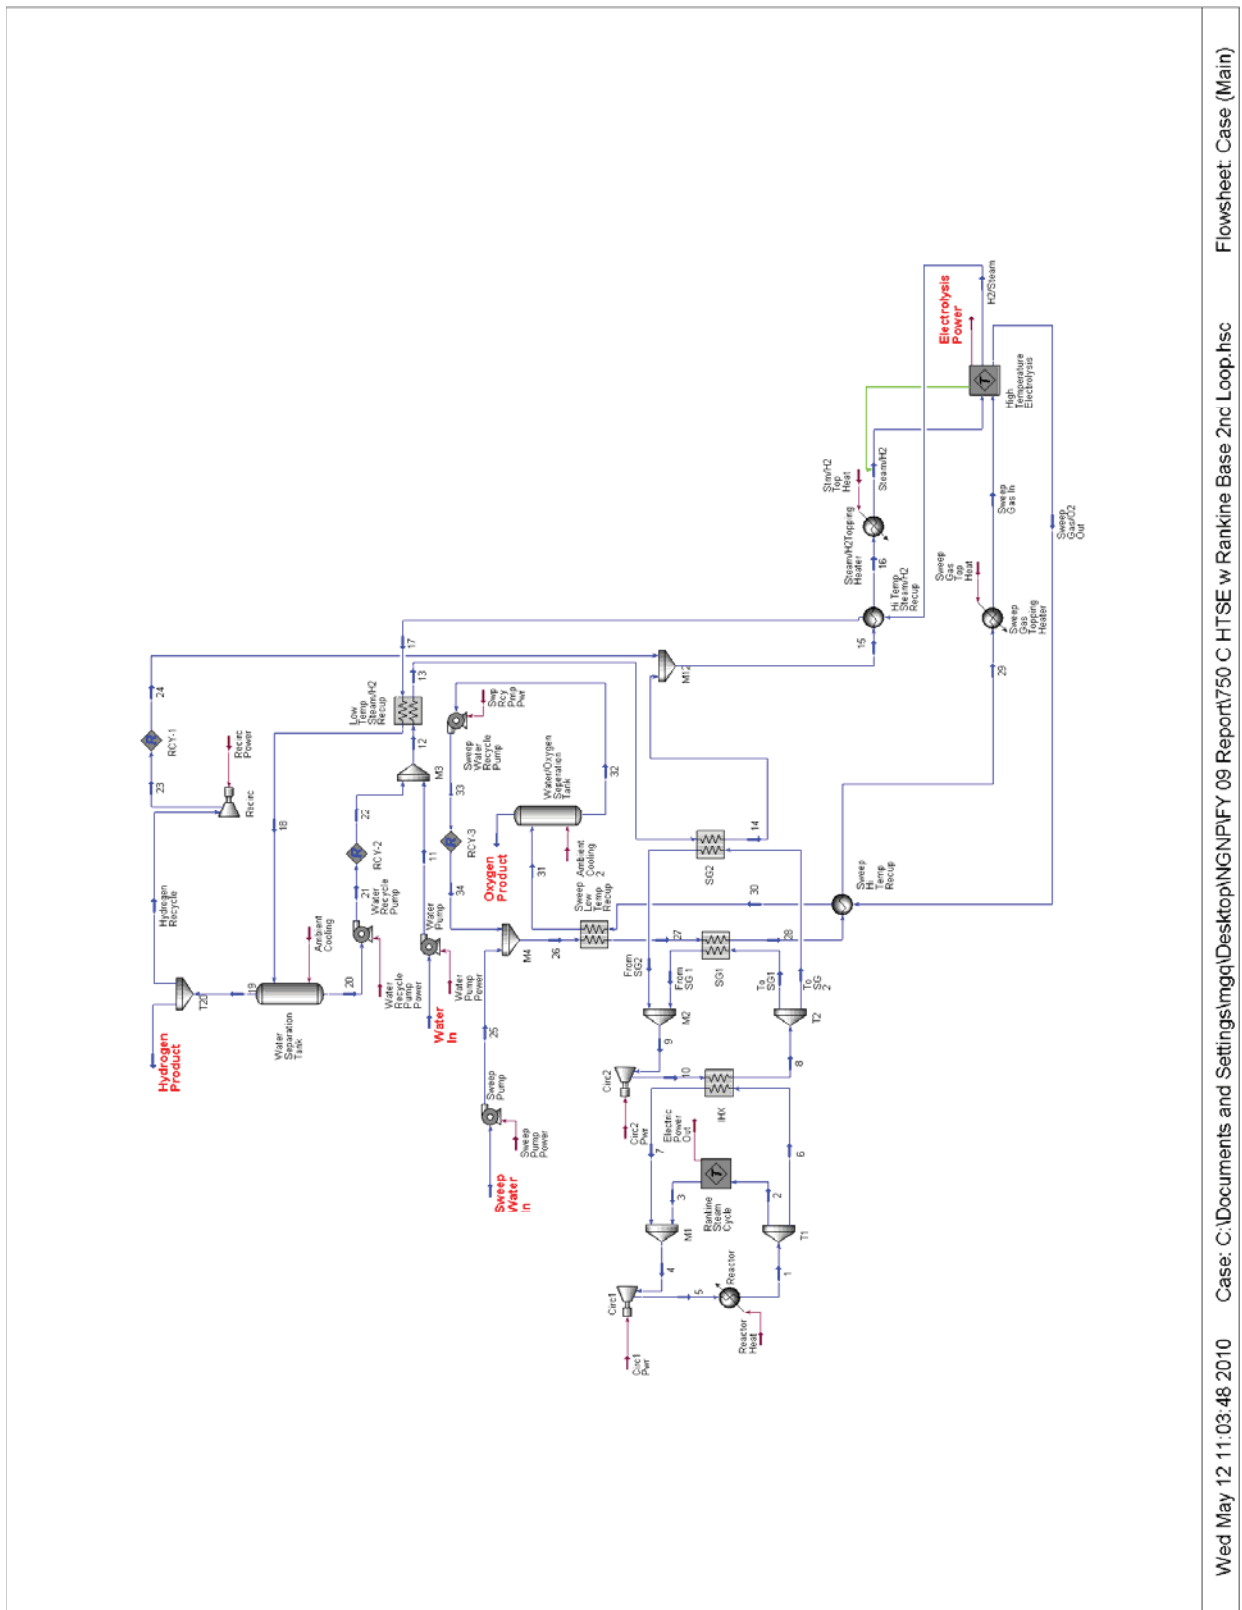 Hydrogen
Product
T20
Hydrogen
Recycle
19
Water
Separation
Tank
Ambient
Cooling
20
18
23
RCY-1
24
Recirc
Recirc
Power
Water
Recycle
Pump
Power
Water
Recycle
Pump
21
RCY-2
22
Water
In
Water
Pump
Power
Water
Pump
11
M3
12
Low
Temp
Steam/H2
Recup
13
17
Sweep
Water
In
Sweep
Pump
Power
Sweep
Pump
25
M4
34
RCY-3
33
Sweep
Water
Recycle
Pump
Swp
Rcy
Pmp
Pwr
Oxygen
Product
Water/Oxygen
Seperation
Tank
32
31
Ambient
Cooling
2
Sweep
Low
Temp
Recup
26
27
30
M12
14
SG2
SG1
28
From
SG2
From
SG 1
To
SG1
To
SG
2
M2
9
Circ2
Circ2
Pwr
10
IHX
8
T2
7
6
Electric
Power
Out
Rankine
Steam
Cycle
3
2
M1
T1
4
Circ1
Circ1
Pwr
5
Reactor
Reactor
Heat
1
Sweep
Hi
Temp
Recup
15
Hi Temp
Steam/H2
Recup
16
Steam/H2Topping
Heater
Stm/H2
Top
Heat
Steam/H2
29
Sweep
Gas
Topping
Heater
Sweep
Gas
Top
Heat
Sweep
Gas In
Electrolysis
Power
High
Temperature
Electrolysis
H2/Steam
Sweep
Gas/O2
Out
Wed May 12 11:03:48 2010
Case: C:\Documents and Settings\mgq\Desktop\NGNP\FY 09 Report\750 C HTSE w Rankine Base 2nd Loop.hsc
Flowsheet: Case (Main)